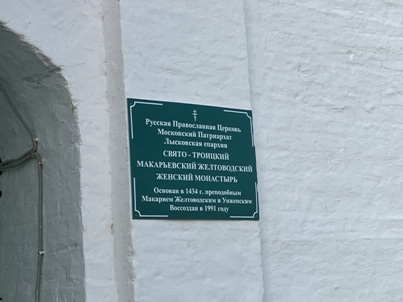 Русская Православная Церковь
Московский Патриархат
Лысковская епархия
СВЯТО - ТРОИЦКИЙ
МАКАРЬЕВСКИЙ ЖЕЛТОВОДСКИЙ
ЖЕНСКИЙ МОНАСТЫРЬ
Основан в 1434 г. преподобным
Макарием Желтоводским и Унженским
Воссоздан в 1991 году